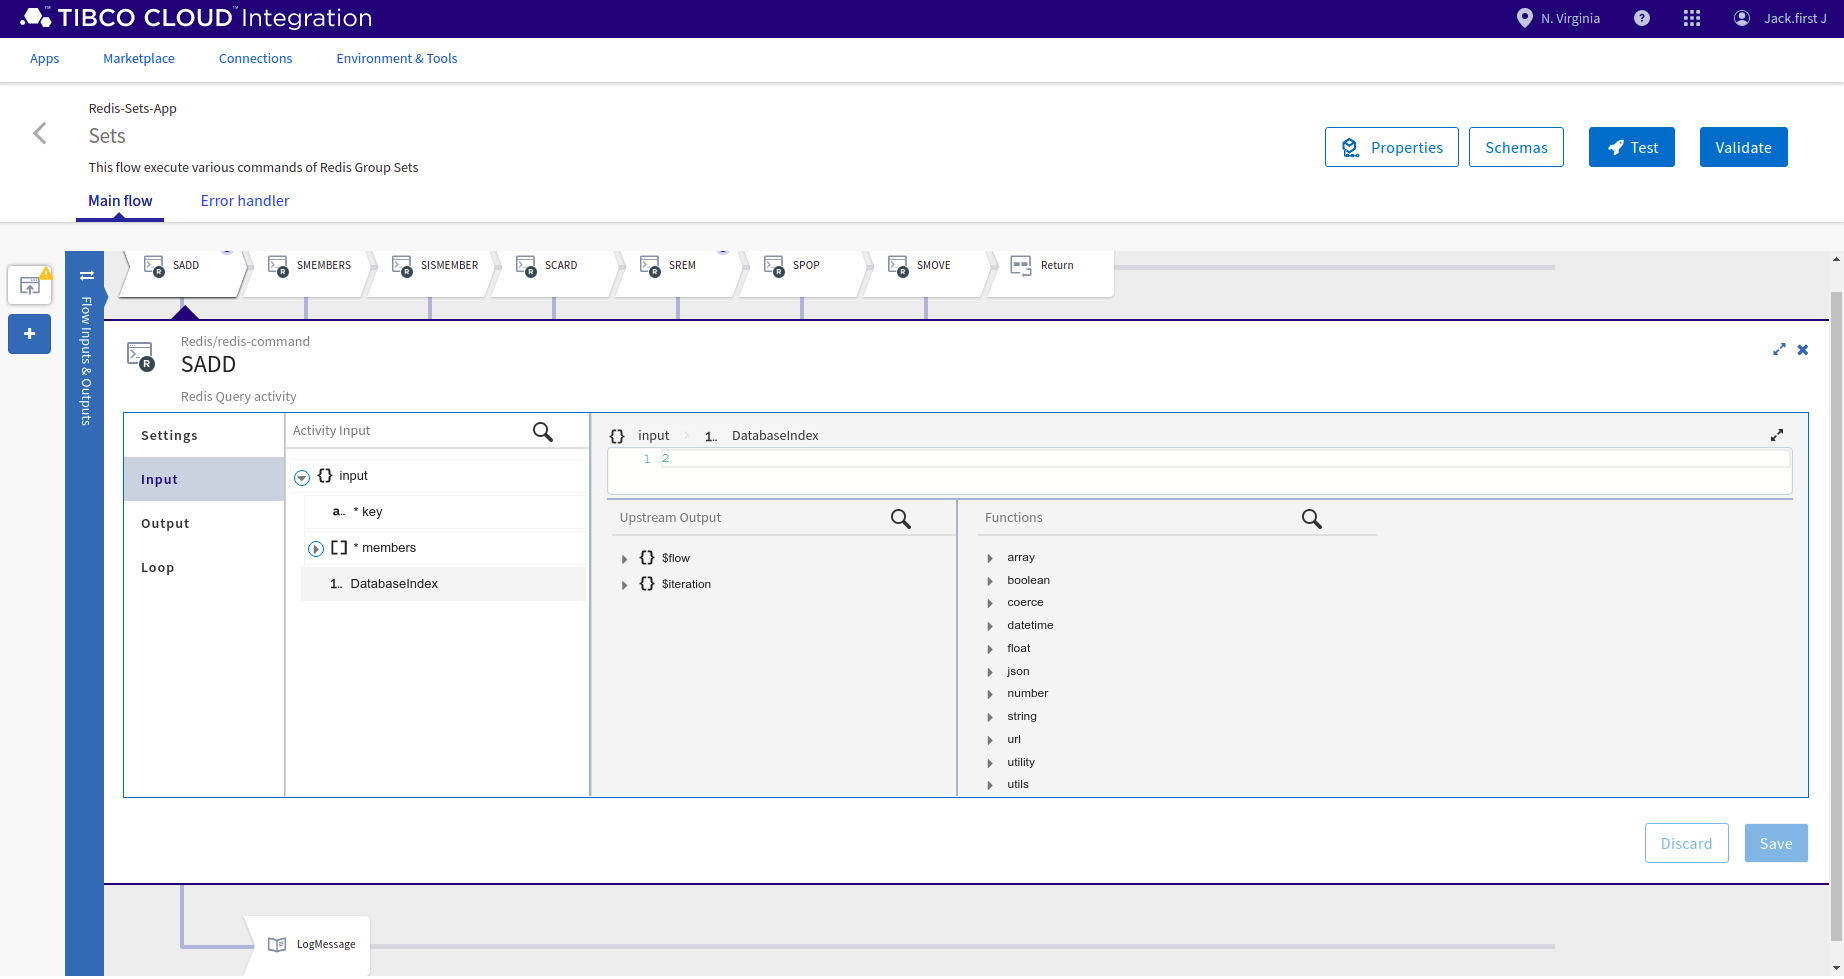 TIBCO CLOUD™ Integration
N. Virginia
?
Jack.first J
Apps
Marketplace
Connections
Environment & Tools
Redis-Sets-App
Sets
This flow execute various commands of Redis Group Sets
Properties
Schemas
Test
Validate
Main flow
Error handler
Flow Inputs & Outputs
R SADD
R SMEMBERS
R SISMEMBER
R SCARD
R SREM
R SPOP
R SMOVE
Return
Redis/redis-command
R
SADD
Redis Query activity
Settings
Input
Output
Loop
Activity Input
{} input
a.. * key
[] * members
1.. DatabaseIndex
{} input > 1.. DatabaseIndex
1 2
Upstream Output
{} $flow
{} $iteration
Functions
array
boolean
coerce
datetime
float
json
number
string
url
utility
utils
Discard
Save
LogMessage